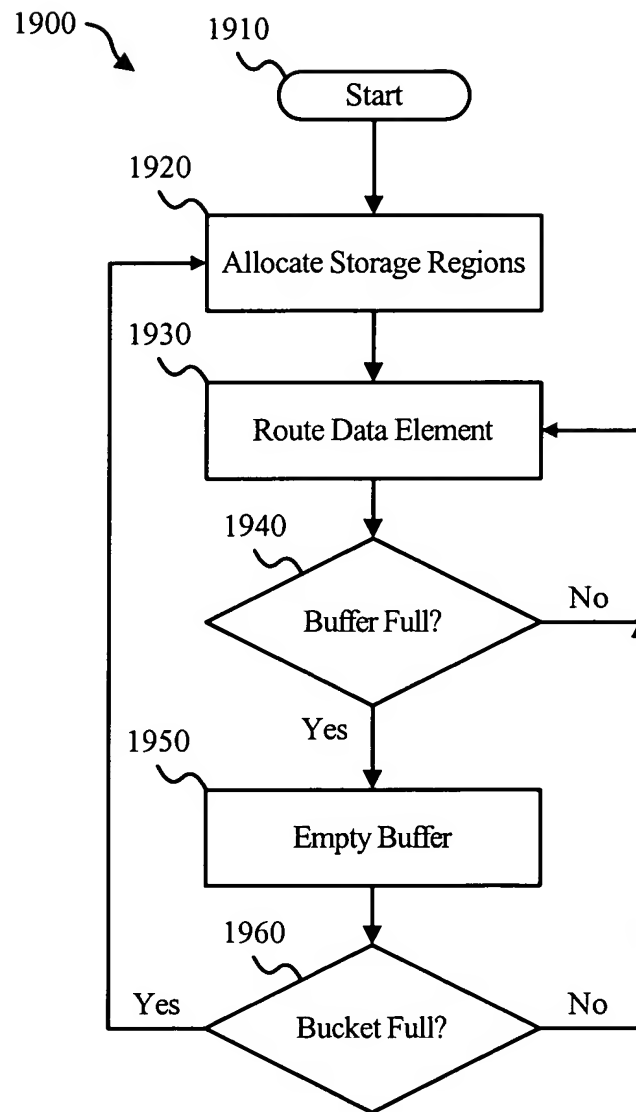 1900
1910
Start
1920
Allocate Storage Regions
1930
Route Data Element
1940
Buffer Full?
No
Yes
1950
Empty Buffer
1960
Yes
Bucket Full?
No